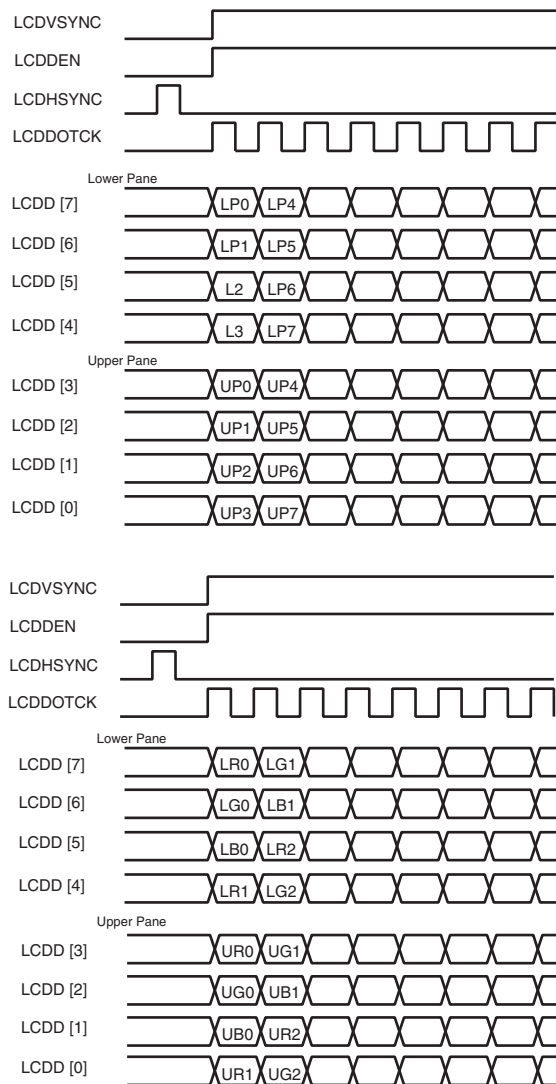 LCDVSYNC
LCDDEN
LCDHSYNC
LCDDOTCK
Lower Pane
LCDD [7] LP0 LP4
LCDD [6] LP1 LP5
LCDD [5] L2 LP6
LCDD [4] L3 LP7
Upper Pane
LCDD [3] UP0 UP4
LCDD [2] UP1 UP5
LCDD [1] UP2 UP6
LCDD [0] UP3 UP7
LCDVSYNC
LCDDEN
LCDHSYNC
LCDDOTCK
Lower Pane
LCDD [7] LR0 LG1
LCDD [6] LG0 LB1
LCDD [5] LB0 LR2
LCDD [4] LR1 LG2
Upper Pane
LCDD [3] UR0 UG1
LCDD [2] UG0 UB1
LCDD [1] UB0 UR2
LCDD [0] UR1 UG2